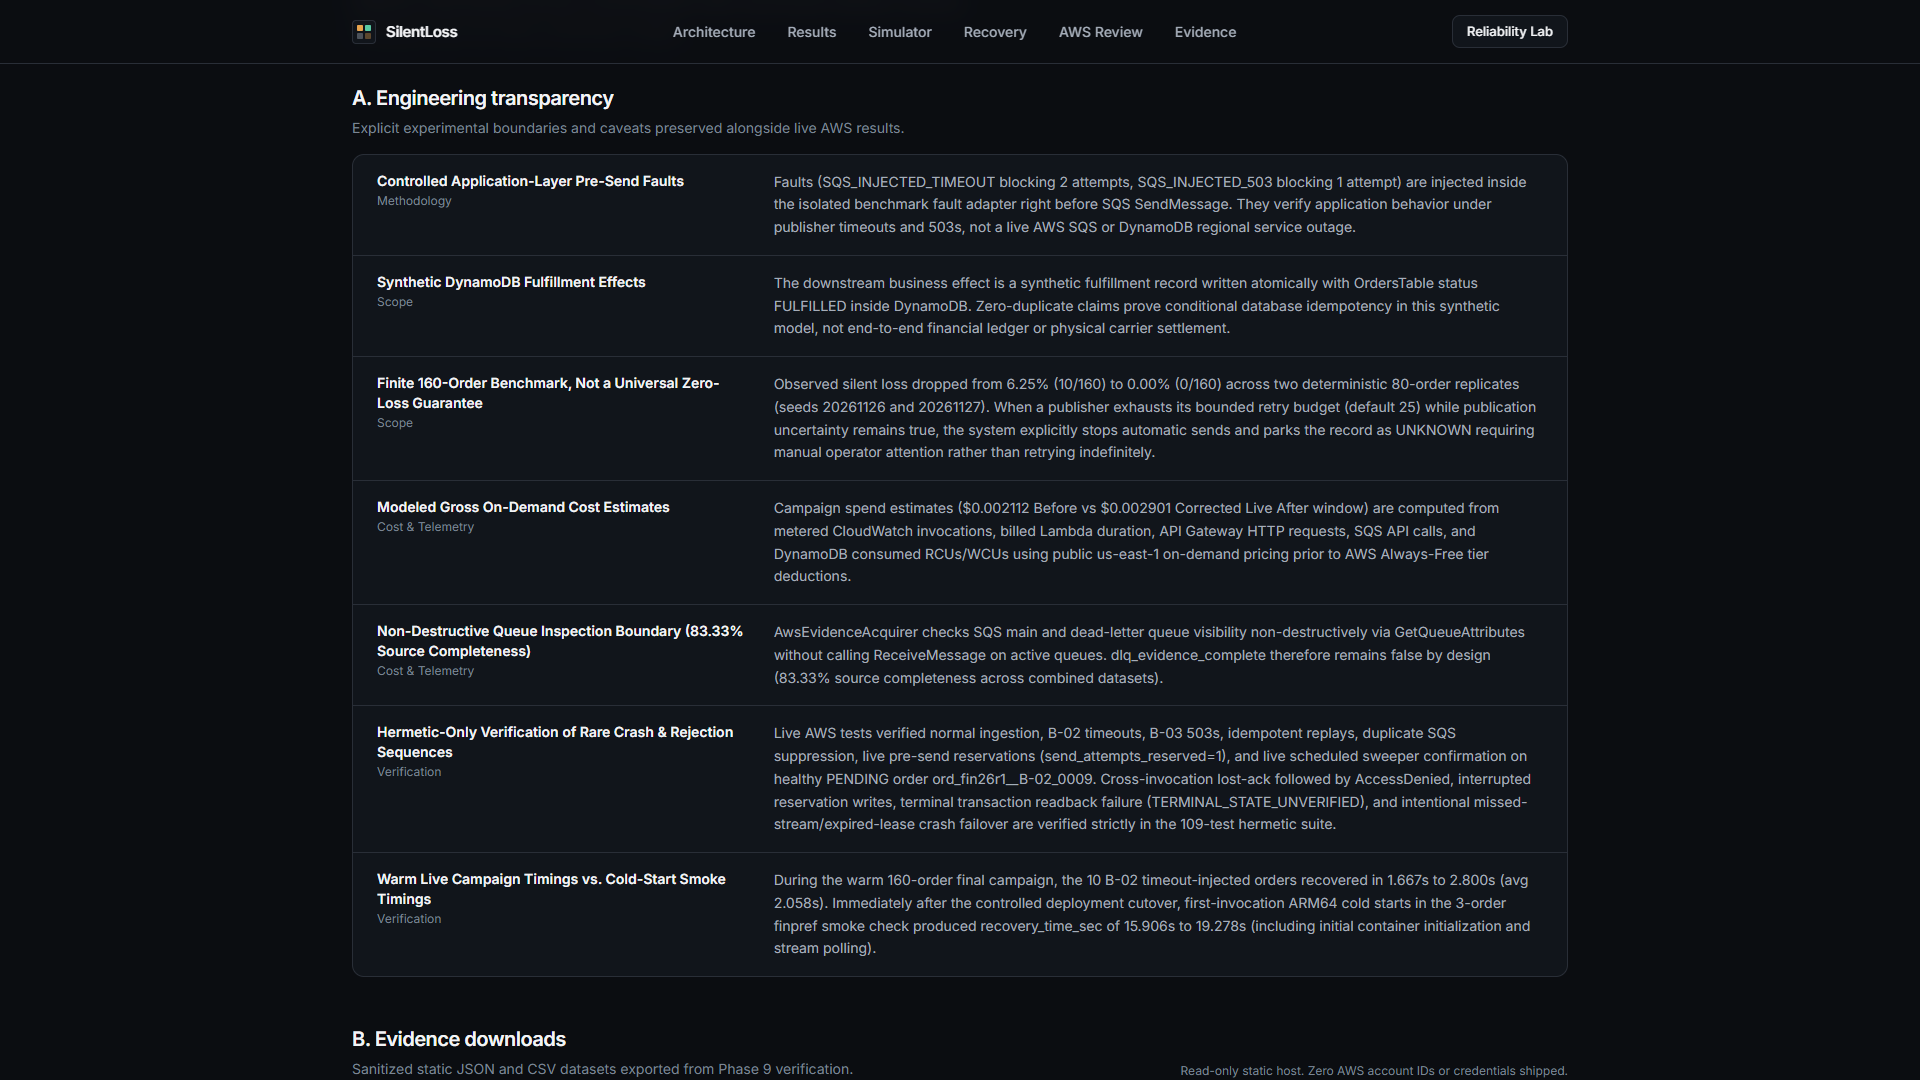 SilentLoss
Architecture
Results
Simulator
Recovery
AWS Review
Evidence
Reliability Lab
A. Engineering transparency
Explicit experimental boundaries and caveats preserved alongside live AWS results.
Controlled Application-Layer Pre-Send Faults
Methodology
Faults (SQS_INJECTED_TIMEOUT blocking 2 attempts, SQS_INJECTED_503 blocking 1 attempt) are injected inside
the isolated benchmark fault adapter right before SQS SendMessage. They verify application behavior under
publisher timeouts and 503s, not a live AWS SQS or DynamoDB regional service outage.
Synthetic DynamoDB Fulfillment Effects
Scope
The downstream business effect is a synthetic fulfillment record written atomically with OrdersTable status
FULFILLED inside DynamoDB. Zero-duplicate claims prove conditional database idempotency in this synthetic
model, not end-to-end financial ledger or physical carrier settlement.
Finite 160-Order Benchmark, Not a Universal Zero-
Loss Guarantee
Scope
Observed silent loss dropped from 6.25% (10/160) to 0.00% (0/160) across two deterministic 80-order replicates
(seeds 20261126 and 20261127). When a publisher exhausts its bounded retry budget (default 25) while publication
uncertainty remains true, the system explicitly stops automatic sends and parks the record as UNKNOWN requiring
manual operator attention rather than retrying indefinitely.
Modeled Gross On-Demand Cost Estimates
Cost & Telemetry
Campaign spend estimates ($0.002112 Before vs $0.002901 Corrected Live After window) are computed from
metered CloudWatch invocations, billed Lambda duration, API Gateway HTTP requests, SQS API calls, and
DynamoDB consumed RCUs/WCUs using public us-east-1 on-demand pricing prior to AWS Always-Free tier
deductions.
Non-Destructive Queue Inspection Boundary (83.33%
Source Completeness)
Cost & Telemetry
AwsEvidenceAcquirer checks SQS main and dead-letter queue visibility non-destructively via GetQueueAttributes
without calling ReceiveMessage on active queues. dlq_evidence_complete therefore remains false by design
(83.33% source completeness across combined datasets).
Hermetic-Only Verification of Rare Crash & Rejection
Sequences
Verification
Live AWS tests verified normal ingestion, B-02 timeouts, B-03 503s, idempotent replays, duplicate SQS
suppression, live pre-send reservations (send_attempts_reserved=1), and live scheduled sweeper confirmation on
healthy PENDING order ord_fin26r1__B-02_0009. Cross-invocation lost-ack followed by AccessDenied, interrupted
reservation writes, terminal transaction readback failure (TERMINAL_STATE_UNVERIFIED), and intentional missed-
stream/expired-lease crash failover are verified strictly in the 109-test hermetic suite.
Warm Live Campaign Timings vs. Cold-Start Smoke
Timings
Verification
During the warm 160-order final campaign, the 10 B-02 timeout-injected orders recovered in 1.667s to 2.800s (avg
2.058s). Immediately after the controlled deployment cutover, first-invocation ARM64 cold starts in the 3-order
finpref smoke check produced recovery_time_sec of 15.906s to 19.278s (including initial container initialization and
stream polling).
B. Evidence downloads
Sanitized static JSON and CSV datasets exported from Phase 9 verification.
Read-only static host. Zero AWS account IDs or credentials shipped.